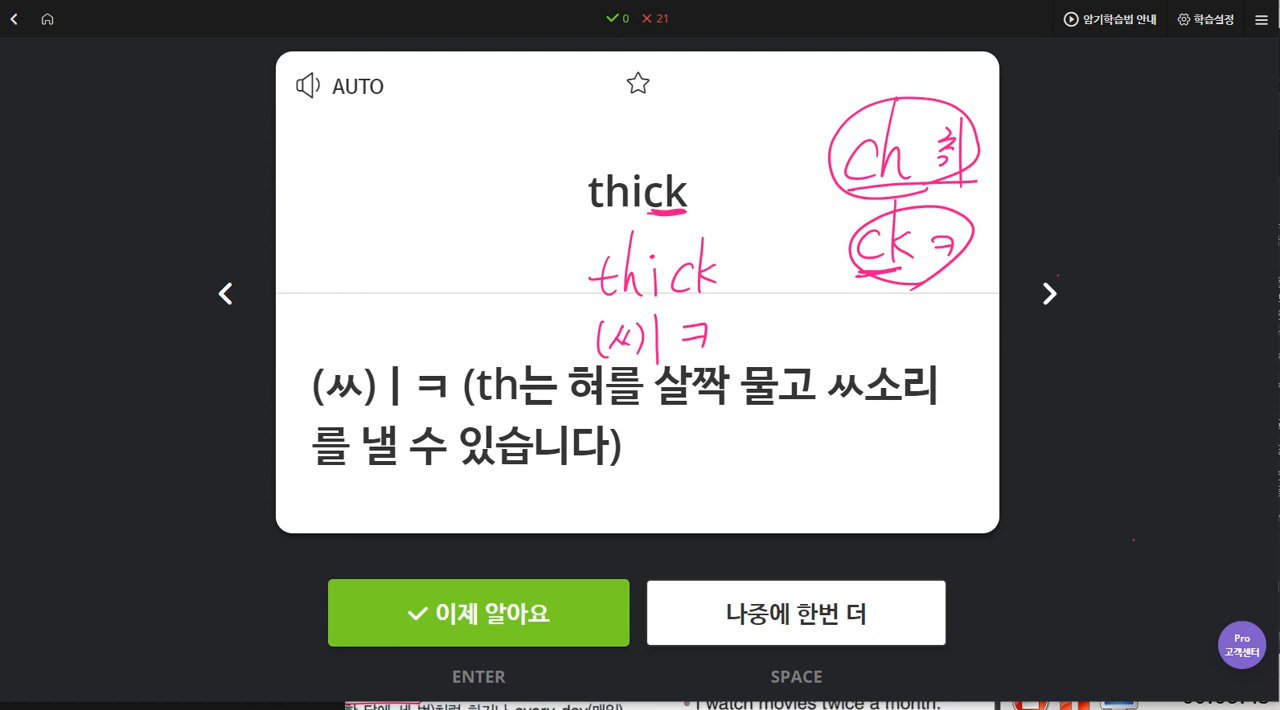 0 21 암기학습법 안내 학습설정
AUTO
thick
ch 취
ck ㅋ
thick
(ㅆ)ㅣㅋ
(ㅆ)ㅣㅋ (th는 혀를 살짝 물고 ㅆ소리
를 낼 수 있습니다)
이제 알아요
나중에 한번 더
ENTER
SPACE
Pro
고객센터
I watch movies twice a month.